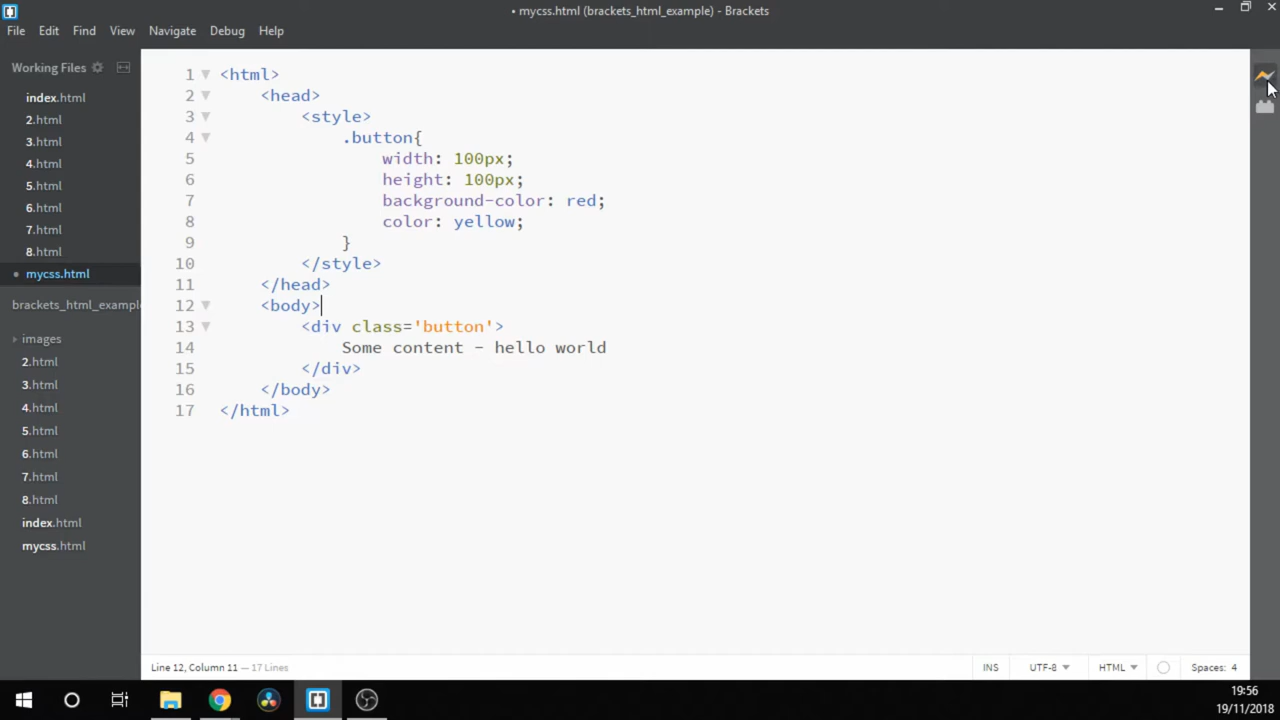 • mycss.html (brackets_html_example) - Brackets
File Edit Find View Navigate Debug Help
Working Files
index.html
2.html
3.html
4.html
5.html
6.html
7.html
8.html
• mycss.html
brackets_html_exampl
images
2.html
3.html
4.html
5.html
6.html
7.html
8.html
index.html
mycss.html
1 <html>
2 <head>
3 <style>
4 .button{
5 width: 100px;
6 height: 100px;
7 background-color: red;
8 color: yellow;
9 }
10 </style>
11 </head>
12 <body>
13 <div class='button'>
14 Some content - hello world
15 </div>
16 </body>
17 </html>
Line 12, Column 11 — 17 Lines
INS UTF-8 HTML Spaces: 4
19:56
19/11/2018